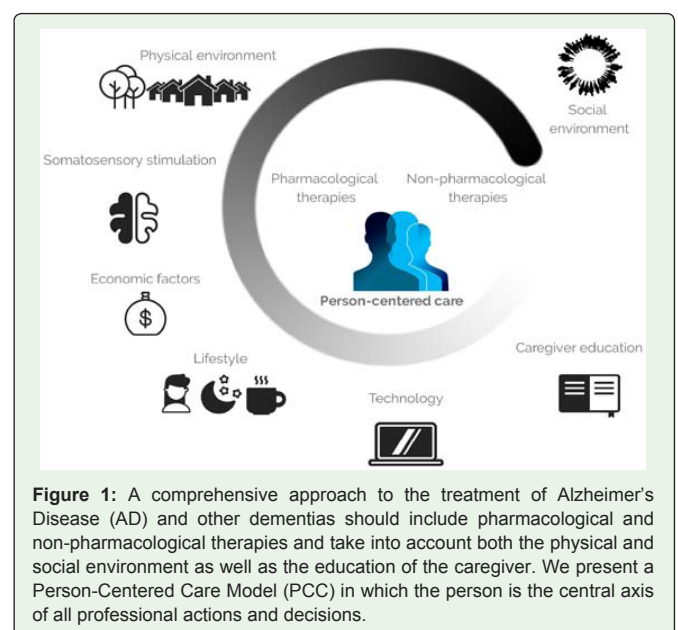 Physical environment
Social
environment
Somatosensory stimulation
Pharmacological
therapies
Non-pharmacological
therapies
Economic factors
$
Person-centered care
Lifestyle
Caregiver education
Technology
Figure 1: A comprehensive approach to the treatment of Alzheimer's
Disease (AD) and other dementias should include pharmacological and
non-pharmacological therapies and take into account both the physical and
social environment as well as the education of the caregiver. We present a
Person-Centered Care Model (PCC) in which the person is the central axis
of all professional actions and decisions.